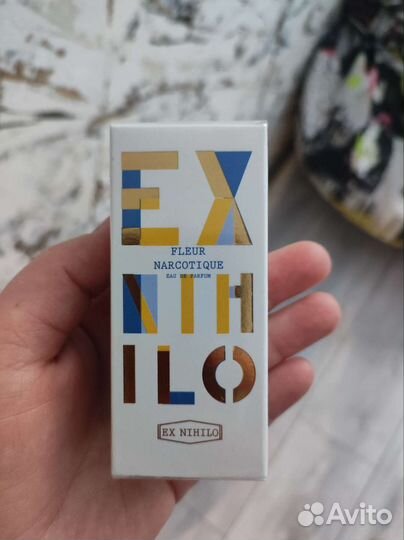 EX
FLEUR
NARCOTIQUE
EAU DE PARFUM
NIH
ILO
EX NIHILO
Avito